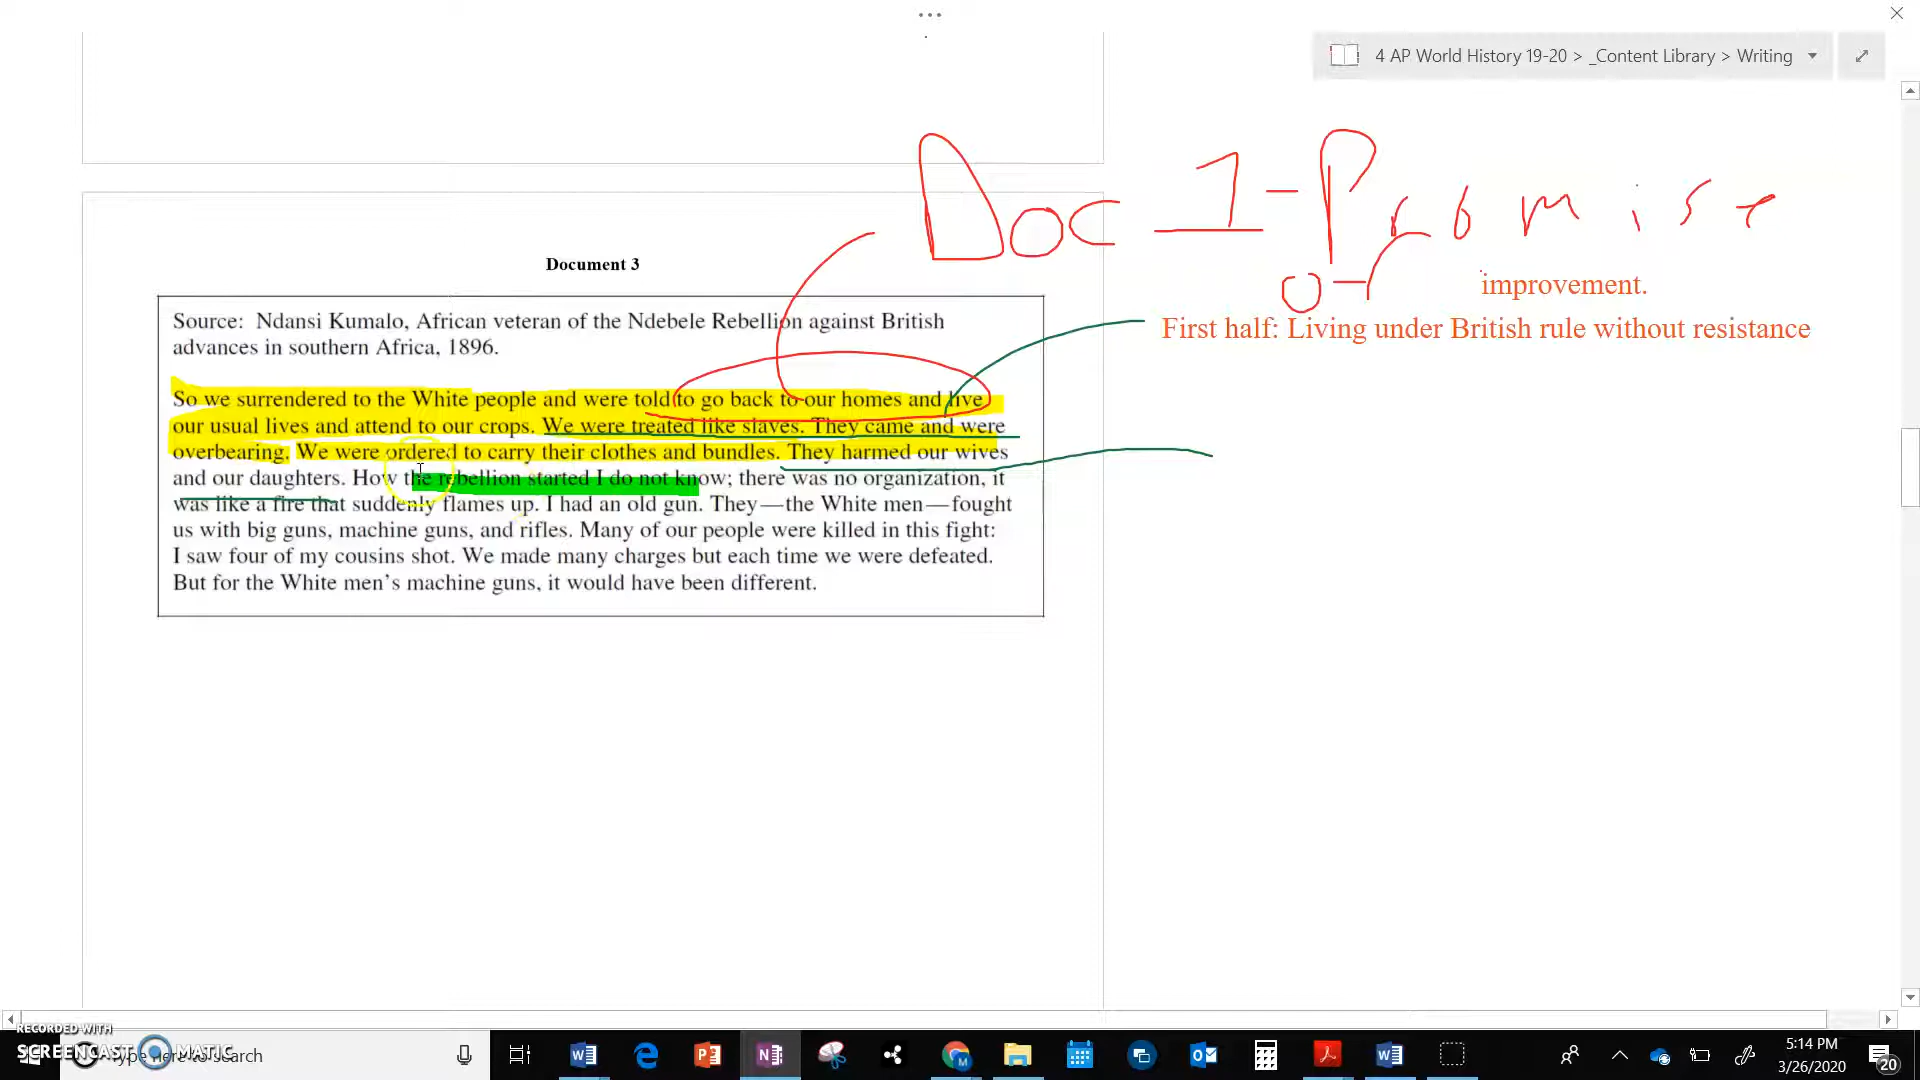 4 AP World History 19-20 > _Content Library > Writing
Doc 1-Promise
or
improvement.
First half: Living under British rule without resistance
Document 3
Source: Ndansi Kumalo, African veteran of the Ndebele Rebellion against British
advances in southern Africa, 1896.
So we surrendered to the White people and were told to go back to our homes and live
our usual lives and attend to our crops. We were treated like slaves. They came and were
overbearing. We were ordered to carry their clothes and bundles. They harmed our wives
and our daughters. How the rebellion started I do not know; there was no organization, it
was like a fire that suddenly flames up. I had an old gun. They—the White men—fought
us with big guns, machine guns, and rifles. Many of our people were killed in this fight:
I saw four of my cousins shot. We made many charges but each time we were defeated.
But for the White men's machine guns, it would have been different.
RECORDED WITH
SCREENCAST MATIC
Type here to search
5:14 PM
3/26/2020
20